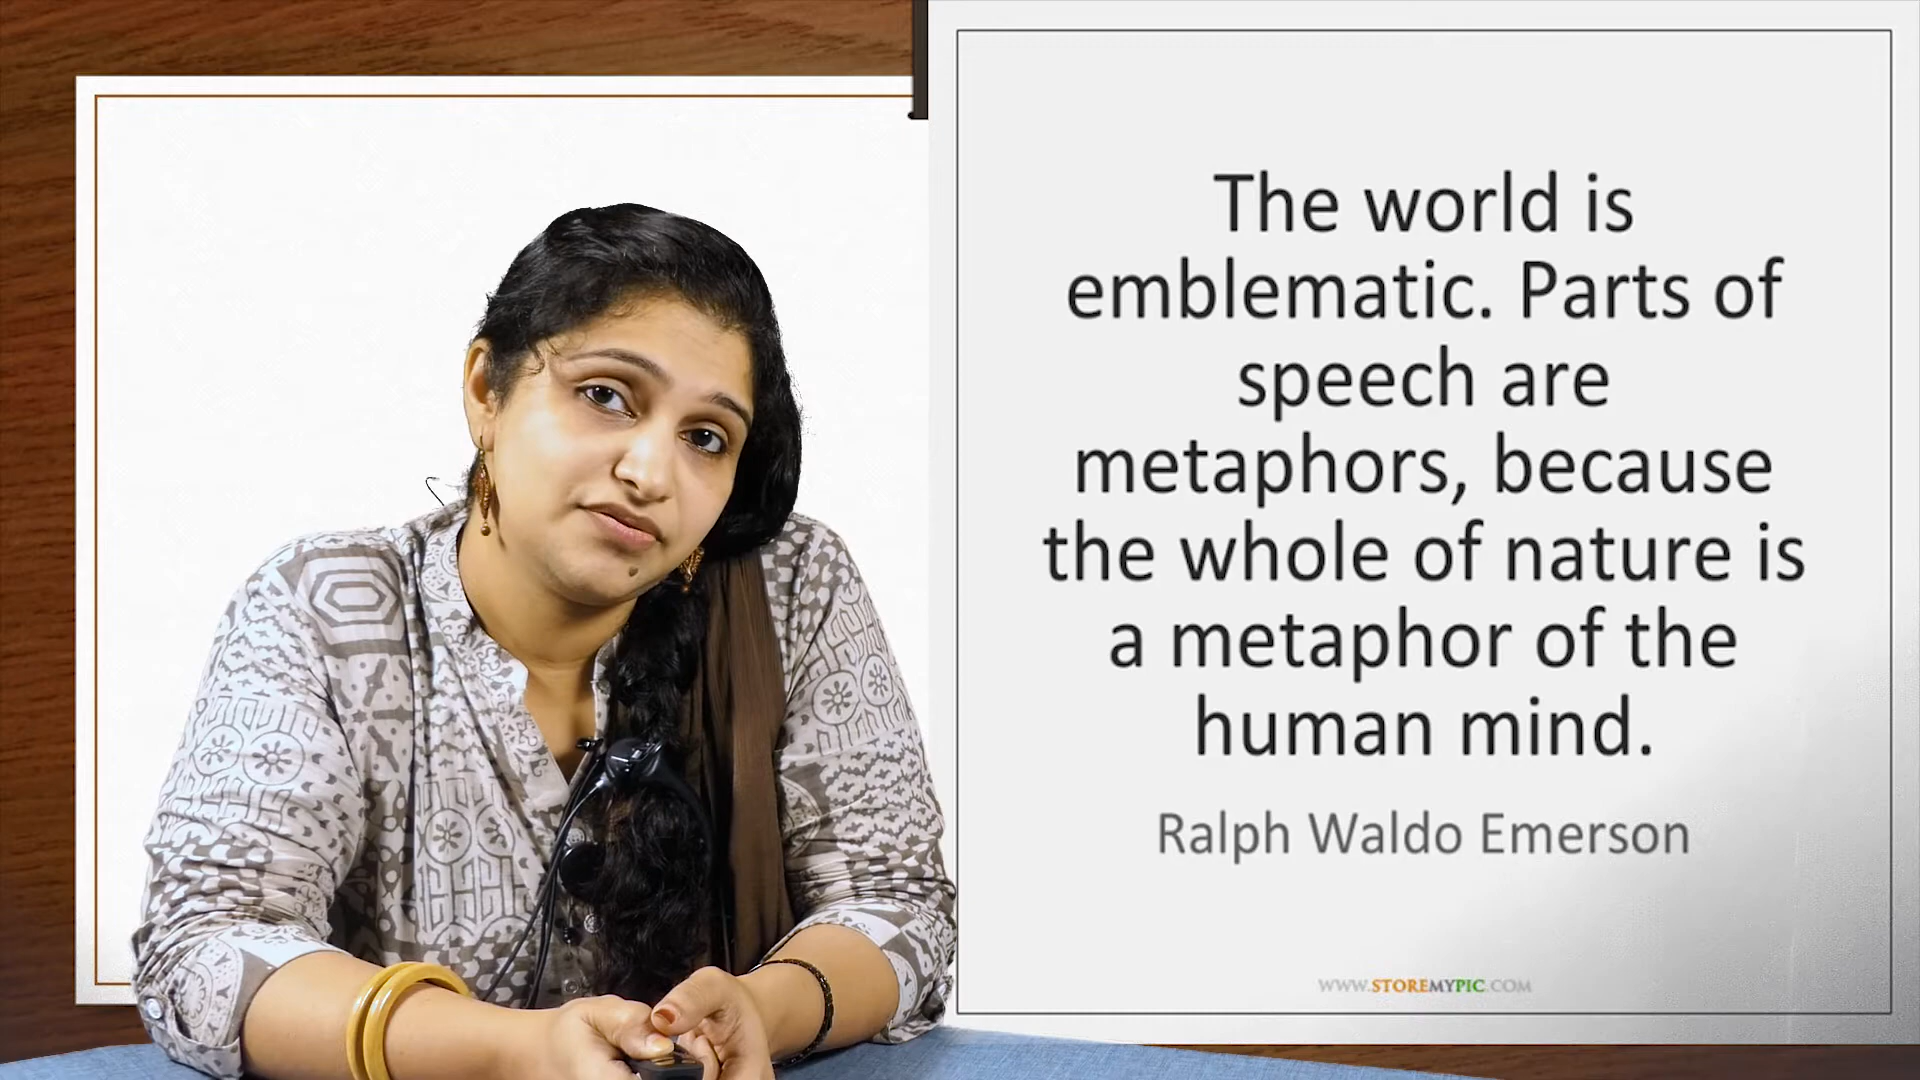 The world is
emblematic. Parts of
speech are
metaphors, because
the whole of nature is
a metaphor of the
human mind.
Ralph Waldo Emerson
WWW.STOREMYPIC.COM